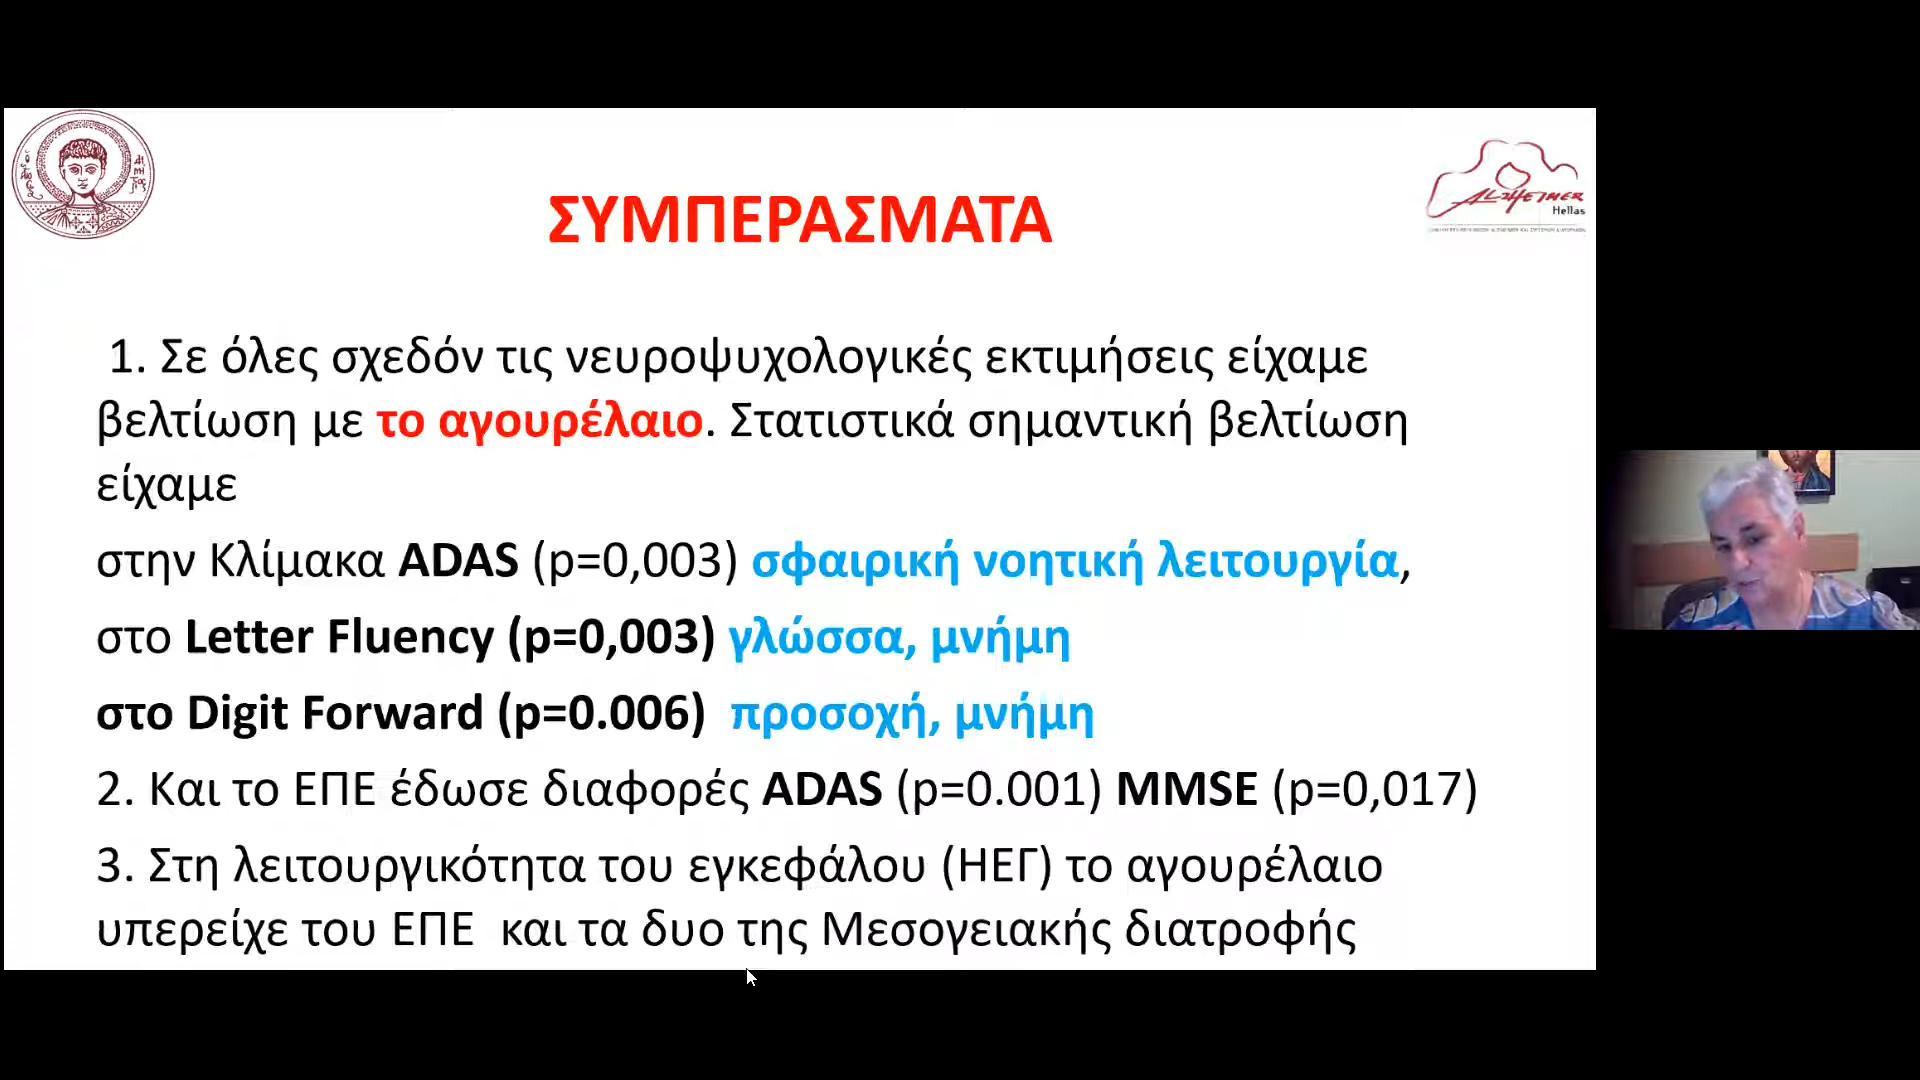 ΣΥΜΠΕΡΑΣΜΑΤΑ
ALZHEIMER
Hellas
1. Σε όλες σχεδόν τις νευροψυχολογικές εκτιμήσεις είχαμε
βελτίωση με το αγουρέλαιο. Στατιστικά σημαντική βελτίωση
είχαμε
στην Κλίμακα ADAS (p=0,003) σφαιρική νοητική λειτουργία,
στο Letter Fluency (p=0,003) γλώσσα, μνήμη
στο Digit Forward (p=0.006) προσοχή, μνήμη
2. Και το ΕΠΕ έδωσε διαφορές ADAS (p=0.001) MMSE (p=0,017)
3. Στη λειτουργικότητα του εγκεφάλου (ΗΕΓ) το αγουρέλαιο
υπερείχε του ΕΠΕ και τα δυο της Μεσογειακής διατροφής